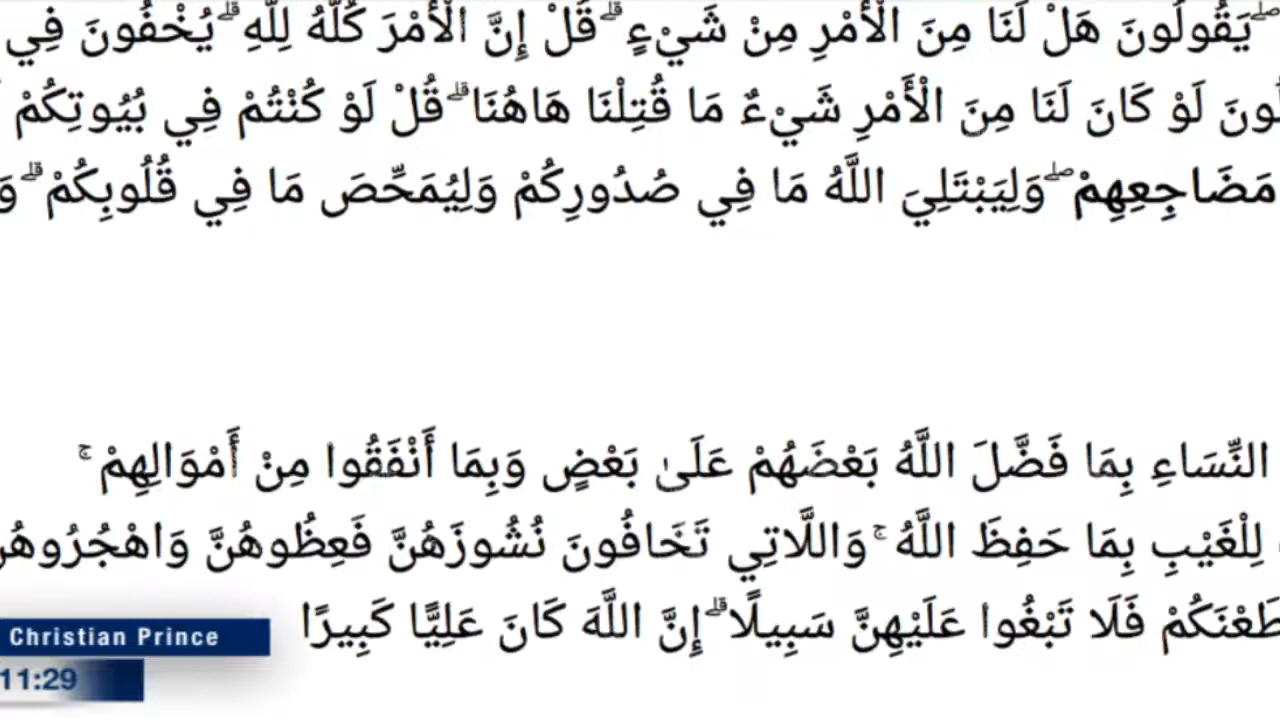 يَقُولُونَ هَلْ لَنَا مِنَ الْأَمْرِ مِنْ شَيْءٍ ۗ قُلْ إِنَّ الْأَمْرَ كُلَّهُ لِلَّهِ ۗ يُخْفُونَ فِي
لَوْ كَانَ لَنَا مِنَ الْأَمْرِ شَيْءٌ مَا قُتِلْنَا هَاهُنَا ۗ قُلْ لَوْ كُنْتُمْ فِي بُيُوتِكُمْ
مَضَاجِعِهِمْ ۖ وَلِيَبْتَلِيَ اللَّهُ مَا فِي صُدُورِكُمْ وَلِيُمَحِّصَ مَا فِي قُلُوبِكُمْ ۗ
النِّسَاءِ بِمَا فَضَّلَ اللَّهُ بَعْضَهُمْ عَلَىٰ بَعْضٍ وَبِمَا أَنْفَقُوا مِنْ أَمْوَالِهِمْ ۚ
لِلْغَيْبِ بِمَا حَفِظَ اللَّهُ ۚ وَاللَّاتِي تَخَافُونَ نُشُوزَهُنَّ فَعِظُوهُنَّ وَاهْجُرُوهُنَّ
فَلَا تَبْغُوا عَلَيْهِنَّ سَبِيلًا ۗ إِنَّ اللَّهَ كَانَ عَلِيًّا كَبِيرًا
Christian Prince
11:29